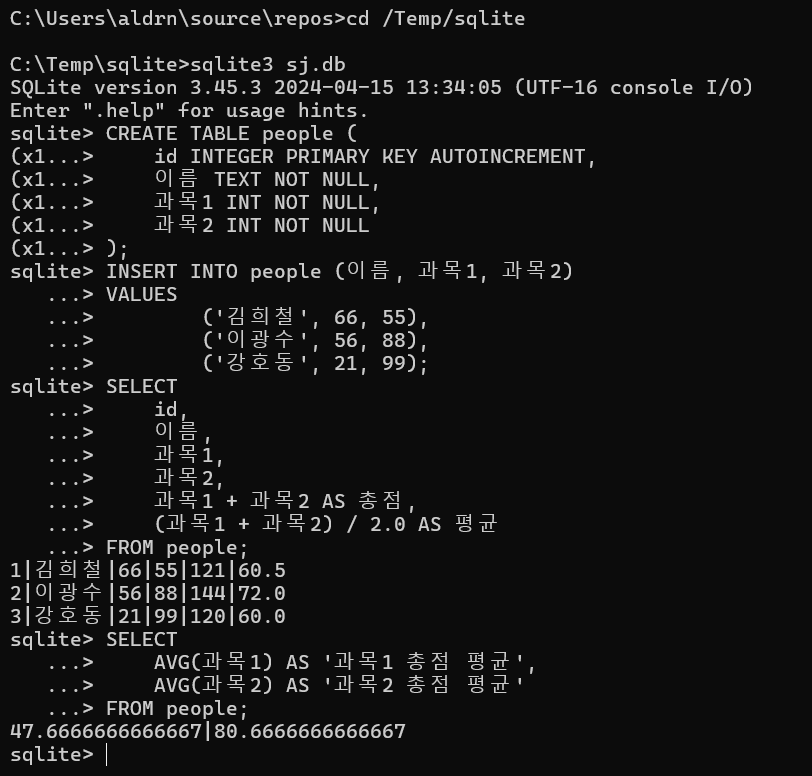 C:\Users\aldrn\source\repos>cd /Temp/sqlite
C:\Temp\sqlite>sqlite3 sj.db
SQLite version 3.45.3 2024-04-15 13:34:05 (UTF-16 console I/O)
Enter ".help" for usage hints.
sqlite> CREATE TABLE people (
(x1...>     id INTEGER PRIMARY KEY AUTOINCREMENT,
(x1...>     이름 TEXT NOT NULL,
(x1...>     과목1 INT NOT NULL,
(x1...>     과목2 INT NOT NULL
(x1...> );
sqlite> INSERT INTO people (이름, 과목1, 과목2)
   ...> VALUES
   ...>         ('김희철', 66, 55),
   ...>         ('이광수', 56, 88),
   ...>         ('강호동', 21, 99);
sqlite> SELECT
   ...>     id,
   ...>     이름,
   ...>     과목1,
   ...>     과목2,
   ...>     과목1 + 과목2 AS 총점,
   ...>     (과목1 + 과목2) / 2.0 AS 평균
   ...> FROM people;
1|김희철|66|55|121|60.5
2|이광수|56|88|144|72.0
3|강호동|21|99|120|60.0
sqlite> SELECT
   ...>     AVG(과목1) AS '과목1 총점 평균',
   ...>     AVG(과목2) AS '과목2 총점 평균'
   ...> FROM people;
47.6666666666667|80.6666666666667
sqlite>